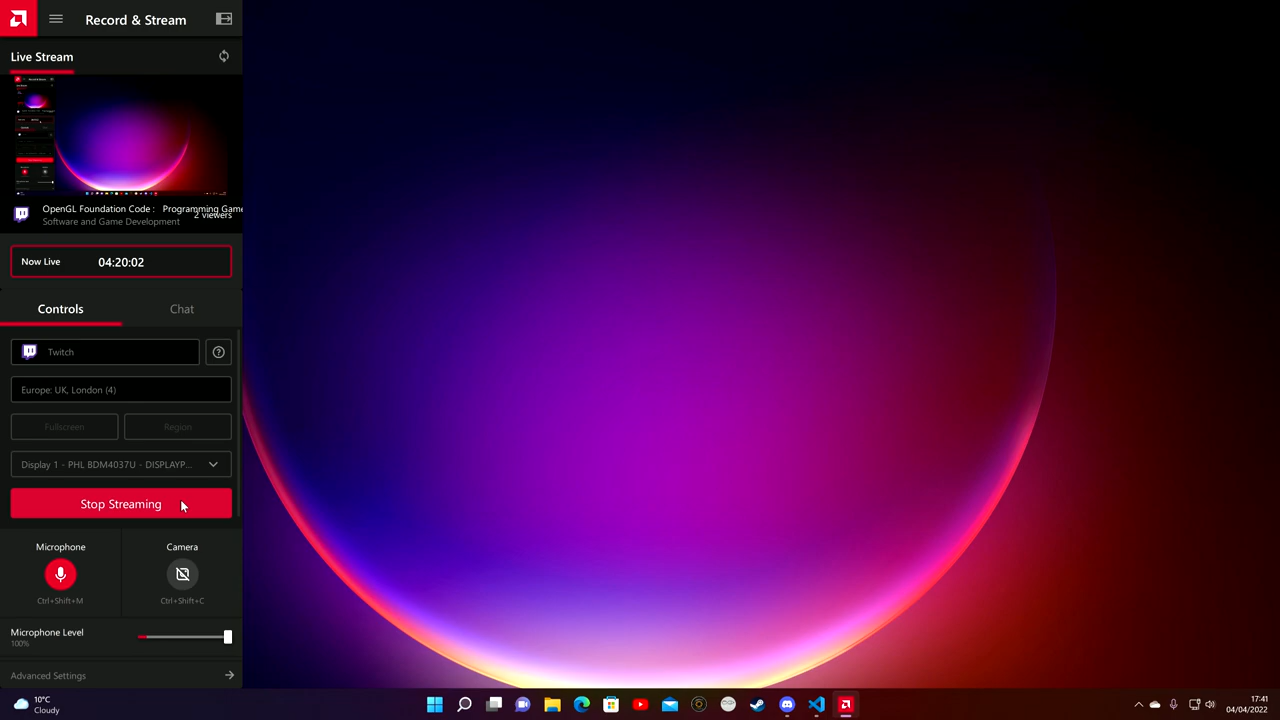 Record & Stream
Live Stream
OpenGL Foundation Code : Programming Game
2 viewers
Software and Game Development
Now Live 04:20:02
Controls Chat
Twitch
Europe: UK, London (4)
Fullscreen Region
Display 1 - PHL BDM4037U - DISPLAYP...
Stop Streaming
Microphone Camera
Ctrl+Shift+M Ctrl+Shift+C
Microphone Level
100%
Advanced Settings
10°C
Cloudy
17:41
04/04/2022